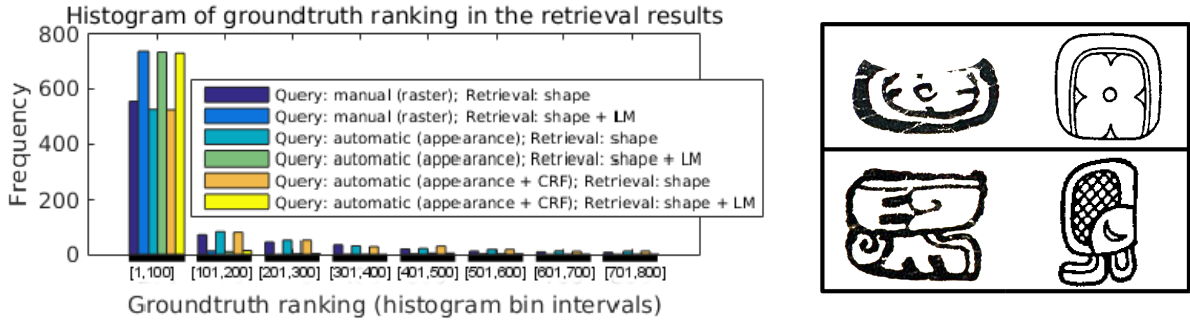 Histogram of groundtruth ranking in the retrieval results
800
600
400
200
0
Frequency
Query: manual (raster); Retrieval: shape
Query: manual (raster); Retrieval: shape + LM
Query: automatic (appearance); Retrieval: shape
Query: automatic (appearance); Retrieval: shape + LM
Query: automatic (appearance + CRF); Retrieval: shape
Query: automatic (appearance + CRF); Retrieval: shape + LM
[1,100] [101,200] [201,300] [301,400] [401,500] [501,600] [601,700] [701,800]
Groundtruth ranking (histogram bin intervals)